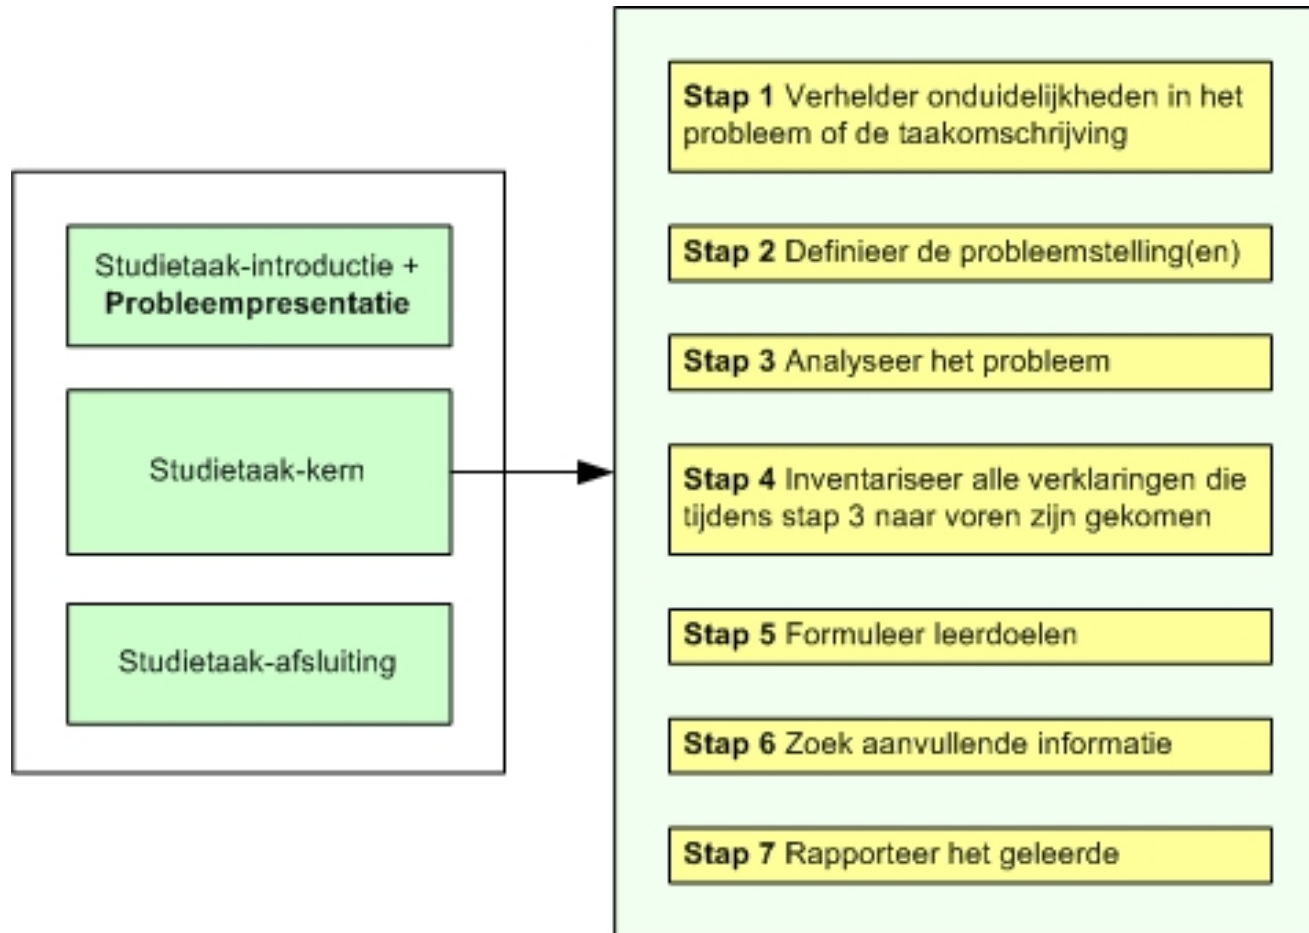 Studietaak-introductie +
Probleempresentatie
Studietaak-kern
Studietaak-afsluiting
Stap 1 Verhelder onduidelijkheden in het
probleem of de taakomschrijving
Stap 2 Definieer de probleemstelling(en)
Stap 3 Analyseer het probleem
Stap 4 Inventariseer alle verklaringen die
tijdens stap 3 naar voren zijn gekomen
Stap 5 Formuleer leerdoelen
Stap 6 Zoek aanvullende informatie
Stap 7 Rapporteer het geleerde